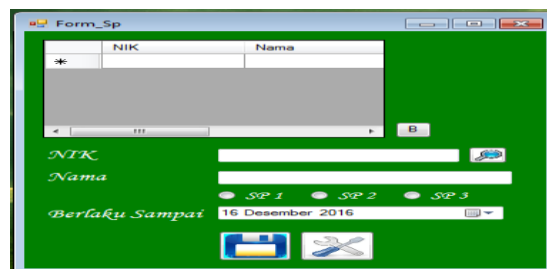 Form_Sp
NIK Nama
B
NIK
Nama
SP 1 SP 2 SP 3
Berlaku Sampai 16 Desember 2016